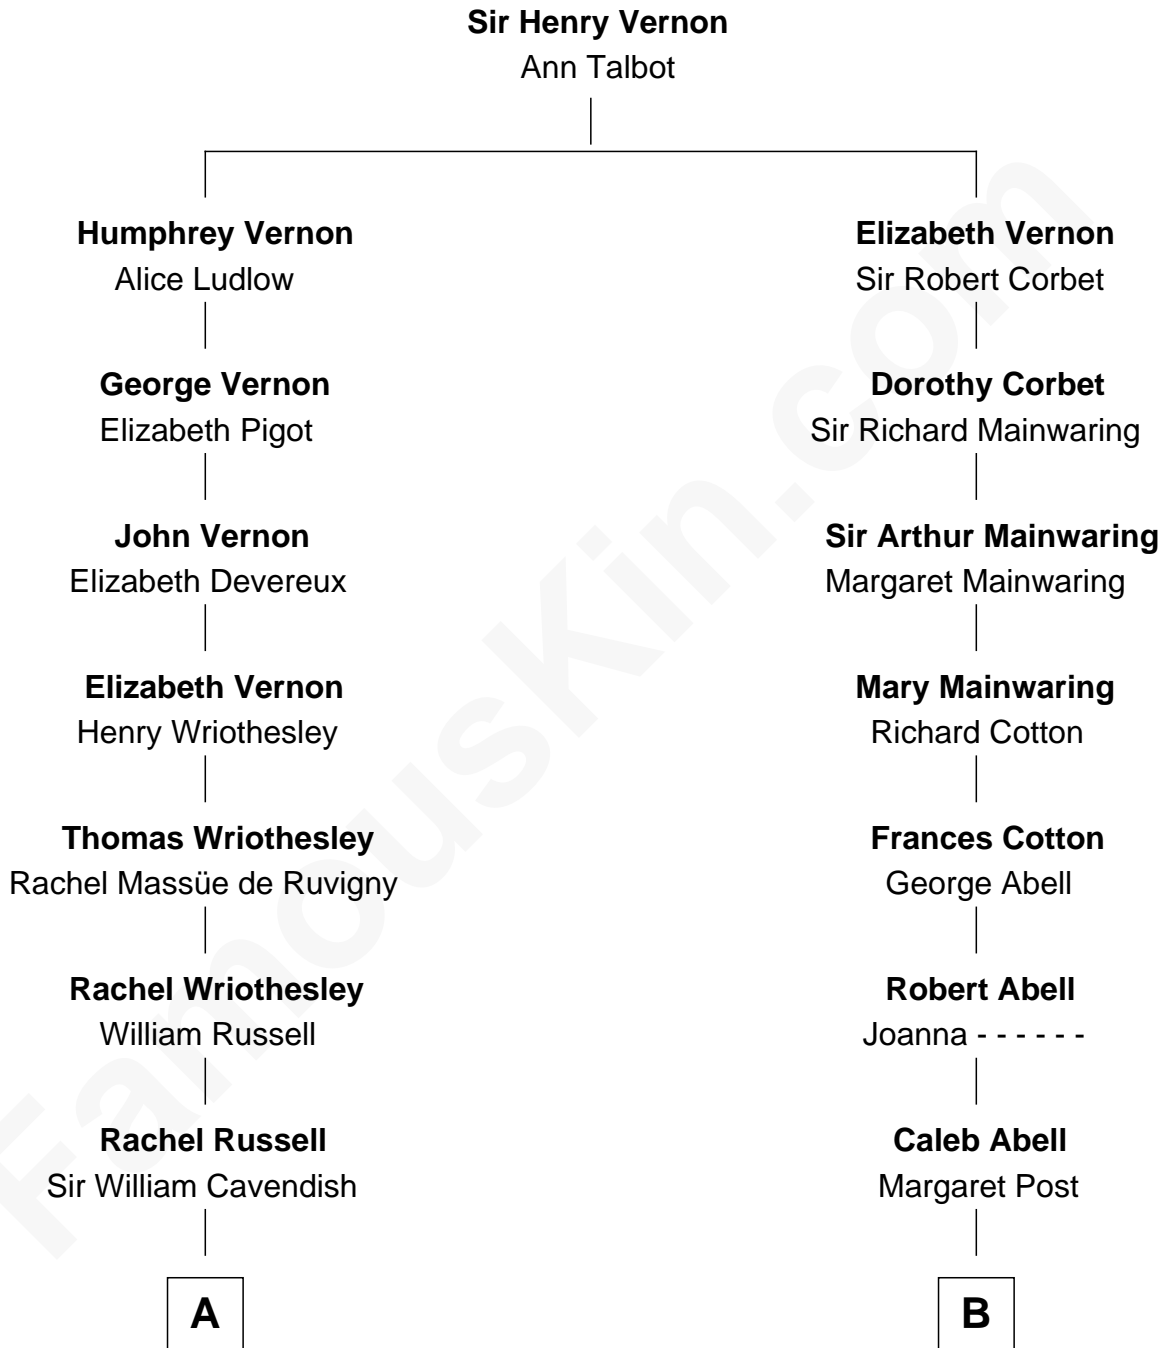 Sir Henry Vernon
Ann Talbot
Humphrey Vernon
Alice Ludlow
Elizabeth Vernon
Sir Robert Corbet
George Vernon
Elizabeth Pigot
Dorothy Corbet
Sir Richard Mainwaring
John Vernon
Elizabeth Devereux
Sir Arthur Mainwaring
Margaret Mainwaring
Elizabeth Vernon
Henry Wriothesley
Mary Mainwaring
Richard Cotton
Thomas Wriothesley
Rachel Massüe de Ruvigny
Frances Cotton
George Abell
Rachel Wriothesley
William Russell
Robert Abell
Joanna - - - - - -
Rachel Russell
Sir William Cavendish
Caleb Abell
Margaret Post
A
B
FamousKin.com